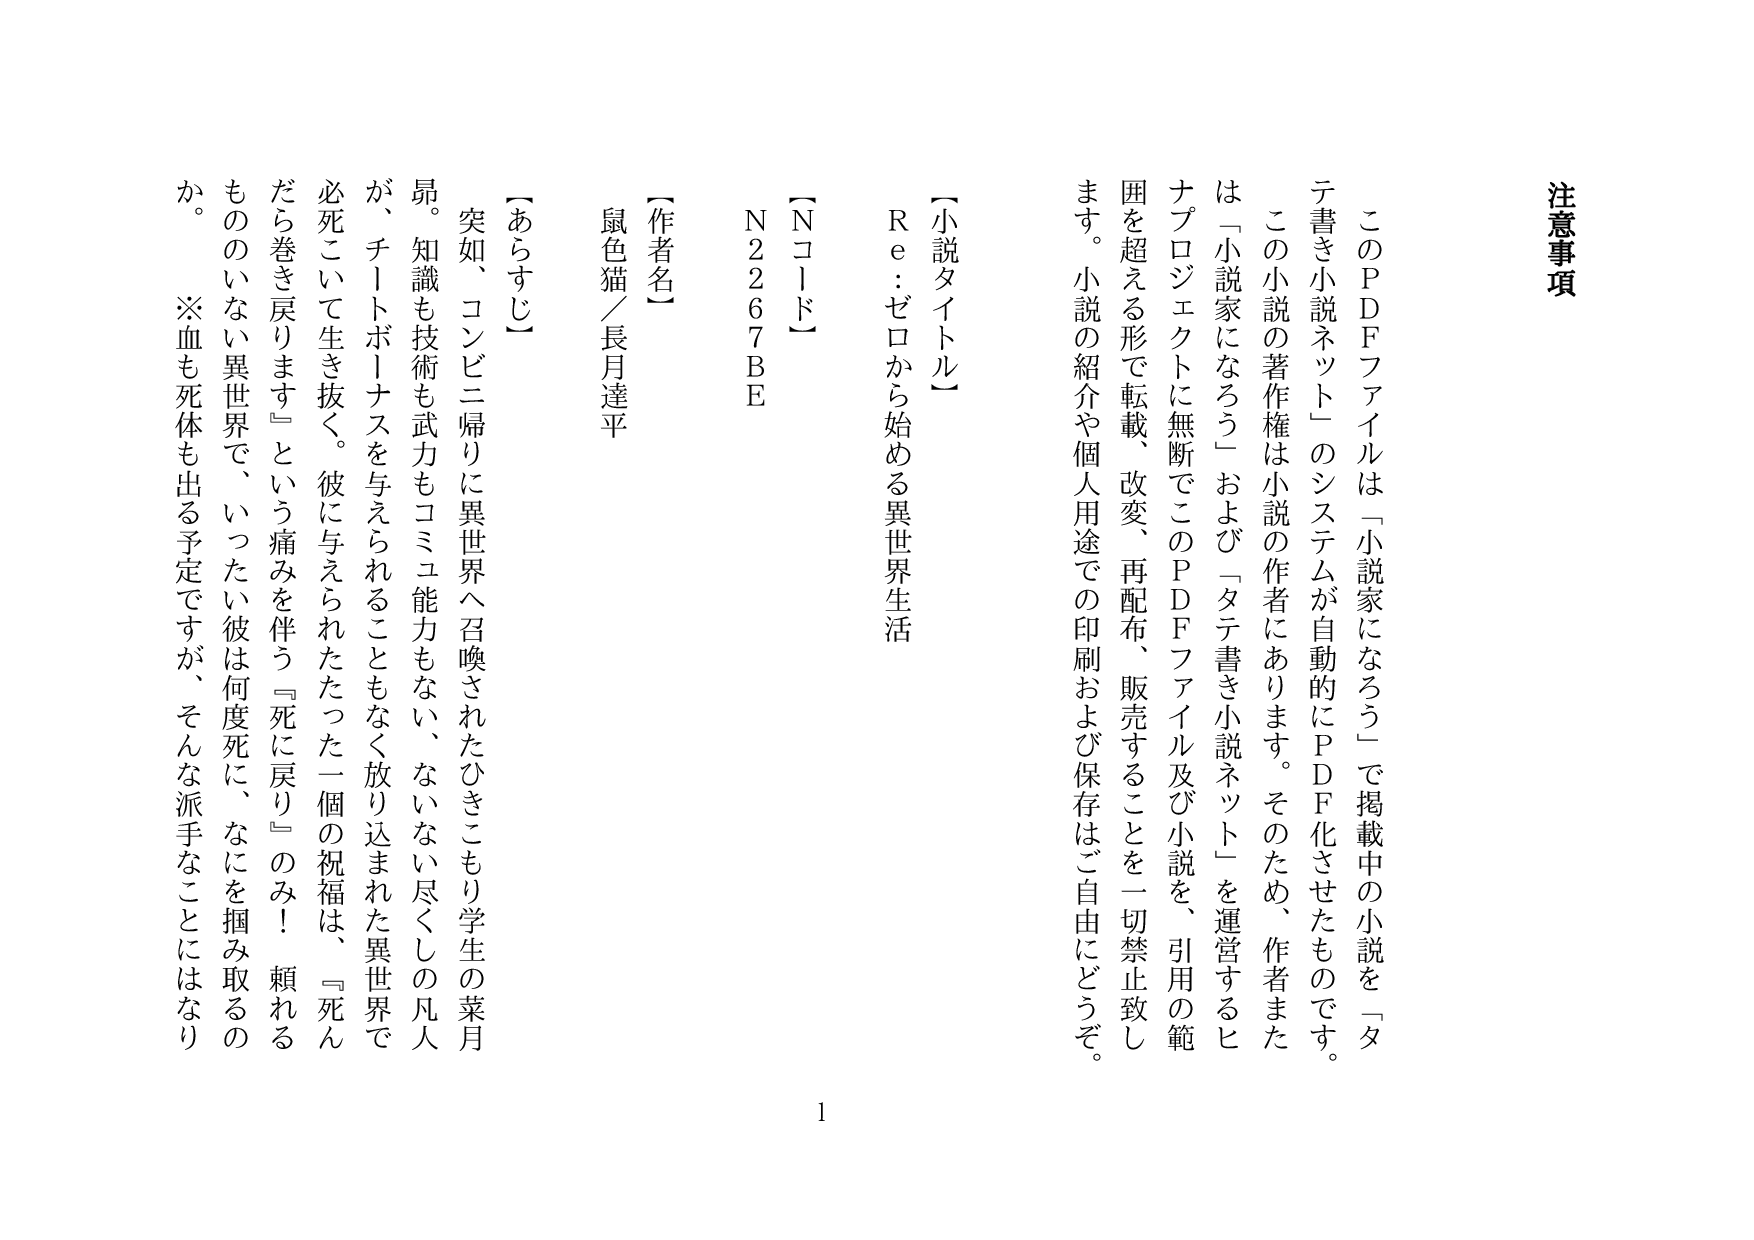 注意事項
　このＰＤＦファイルは「小説家になろう」で掲載中の小説を「タ
テ書き小説ネット」のシステムが自動的にＰＤＦ化させたものです。
　この小説の著作権は小説の作者にあります。そのため、作者また
は「小説家になろう」および「タテ書き小説ネット」を運営するヒ
ナプロジェクトに無断でこのＰＤＦファイル及び小説を、引用の範
囲を超える形で転載、改変、再配布、販売することを一切禁止致し
ます。小説の紹介や個人用途での印刷および保存はご自由にどうぞ。
【小説タイトル】
　Ｒｅ：ゼロから始める異世界生活
【Ｎコード】
　Ｎ２２６７ＢＥ
【作者名】
　鼠色猫／長月達平
【あらすじ】
　突如、コンビニ帰りに異世界へ召喚されたひきこもり学生の菜月
昴。知識も技術も武力もコミュ能力もない、ないない尽くしの凡人
が、チートボーナスを与えられることもなく放り込まれた異世界で
必死こいて生き抜く。彼に与えられたたった一個の祝福は、『死ん
だら巻き戻ります』という痛みを伴う『死に戻り』のみ！　頼れる
もののいない異世界で、いったい彼は何度死に、なにを掴み取るの
か。　　※血も死体も出る予定ですが、そんな派手なことにはなり
1